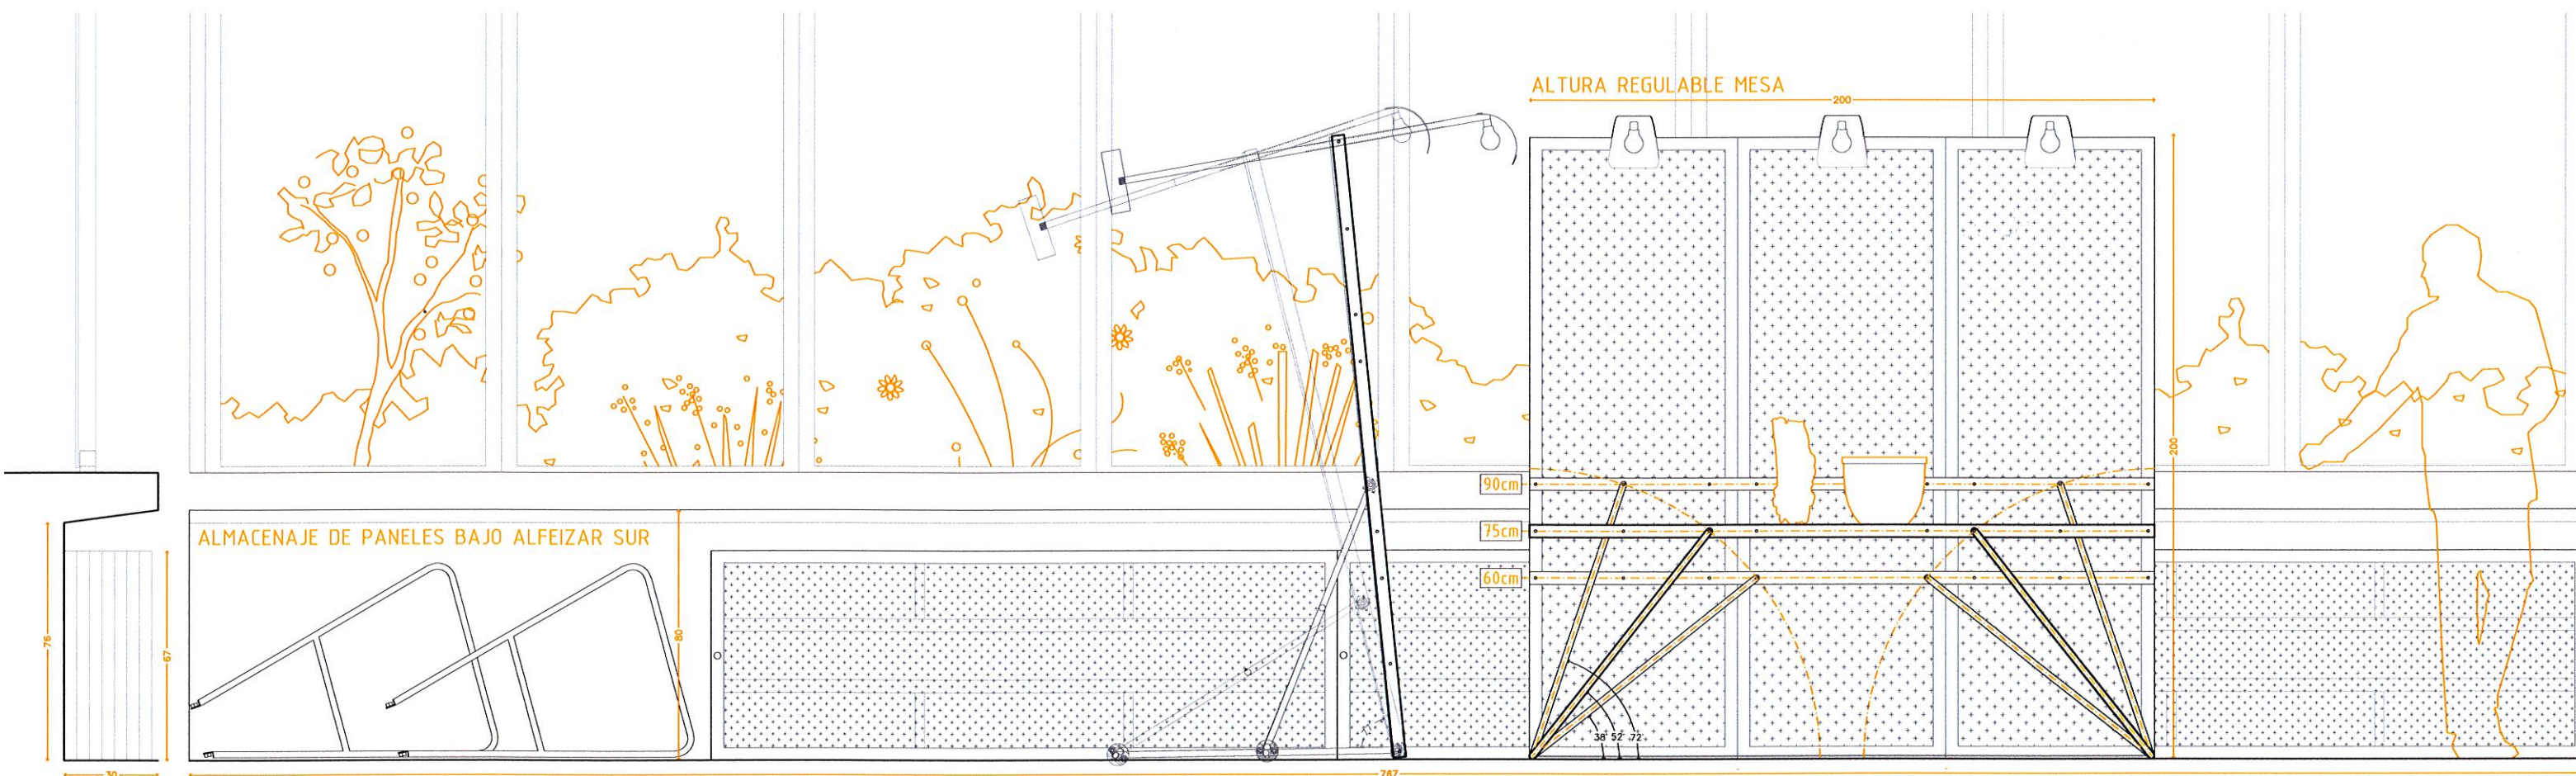 ALTURA REGULABLE MESA
200
200
90cm
75cm
60cm
ALMACENAJE DE PANELES BAJO ALFEIZAR SUR
76
67
80
38 52 72
30
787